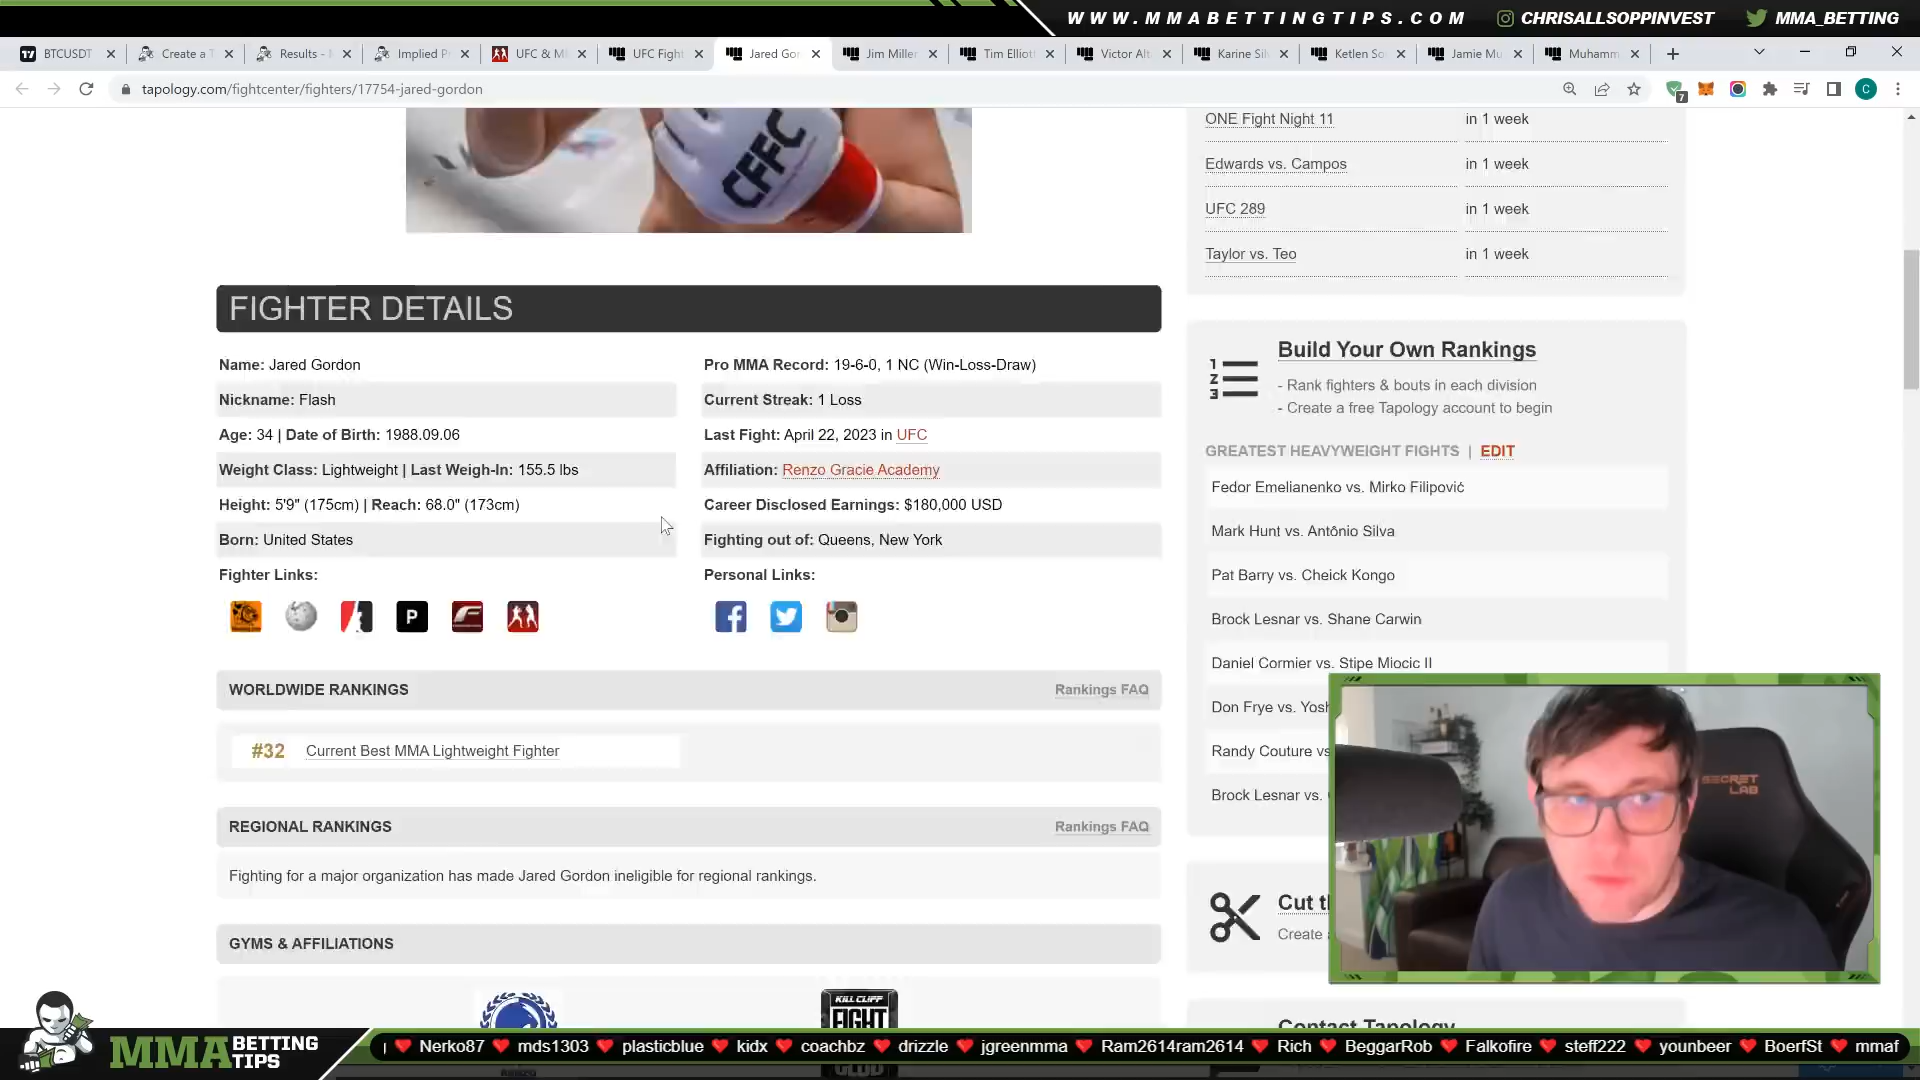 WWW.MMABETTINGTIPS.COM CHRISALLSOPPINVEST MMA_BETTING
BTCUSDT Create a T Results - Implied P UFC & M UFC Fight Jared Gor Jim Miller Tim Elliott Victor Alt Karine Sil Ketlen So Jamie Mu Muhamm
tapology.com/fightcenter/fighters/17754-jared-gordon
7
C
CFFC
ONE Fight Night 11 in 1 week
Edwards vs. Campos in 1 week
UFC 289 in 1 week
Taylor vs. Teo in 1 week
FIGHTER DETAILS
Name: Jared Gordon
Nickname: Flash
Age: 34 | Date of Birth: 1988.09.06
Weight Class: Lightweight | Last Weigh-In: 155.5 lbs
Height: 5'9" (175cm) | Reach: 68.0" (173cm)
Born: United States
Fighter Links:
Pro MMA Record: 19-6-0, 1 NC (Win-Loss-Draw)
Current Streak: 1 Loss
Last Fight: April 22, 2023 in UFC
Affiliation: Renzo Gracie Academy
Career Disclosed Earnings: $180,000 USD
Fighting out of: Queens, New York
Personal Links:
P
WORLDWIDE RANKINGS Rankings FAQ
#32 Current Best MMA Lightweight Fighter
REGIONAL RANKINGS Rankings FAQ
Fighting for a major organization has made Jared Gordon ineligible for regional rankings.
GYMS & AFFILIATIONS
KILL CLIFF
FIGHT
CLUB
1
2
3
Build Your Own Rankings
- Rank fighters & bouts in each division
- Create a free Tapology account to begin
GREATEST HEAVYWEIGHT FIGHTS | EDIT
Fedor Emelianenko vs. Mirko Filipović
Mark Hunt vs. Antônio Silva
Pat Barry vs. Cheick Kongo
Brock Lesnar vs. Shane Carwin
Daniel Cormier vs. Stipe Miocic II
Don Frye vs. Yosh
Randy Couture vs
Brock Lesnar vs.
Cut t
Create
Contact Tapology
SECRET
LAB
MMA BETTING
TIPS
Nerko87 mds1303 plasticblue kidx coachbz drizzle jgreenmma Ram2614ram2614 Rich BeggarRob Falkofire steff222 younbeer BoerfSt mmaf